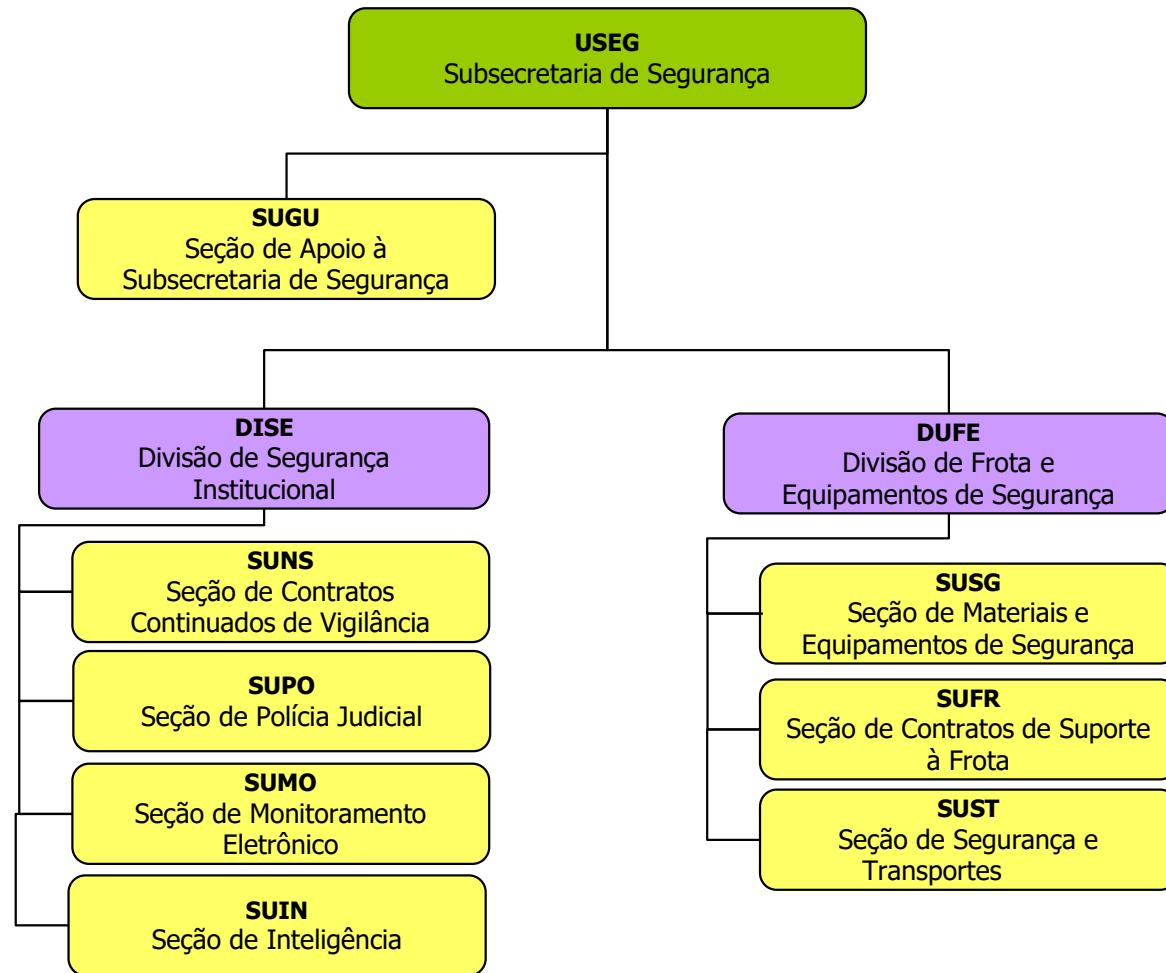 USEG
Subsecretaria de Segurança
SUGU
Seção de Apoio à
Subsecretaria de Segurança
DISE
Divisão de Segurança
Institucional
SUNS
Seção de Contratos
Continuados de Vigilância
SUPO
Seção de Polícia Judicial
SUMO
Seção de Monitoramento
Eletrônico
SUIN
Seção de Inteligência
DUFE
Divisão de Frota e
Equipamentos de Segurança
SUSG
Seção de Materiais e
Equipamentos de Segurança
SUFR
Seção de Contratos de Suporte
à Frota
SUST
Seção de Segurança e
Transportes